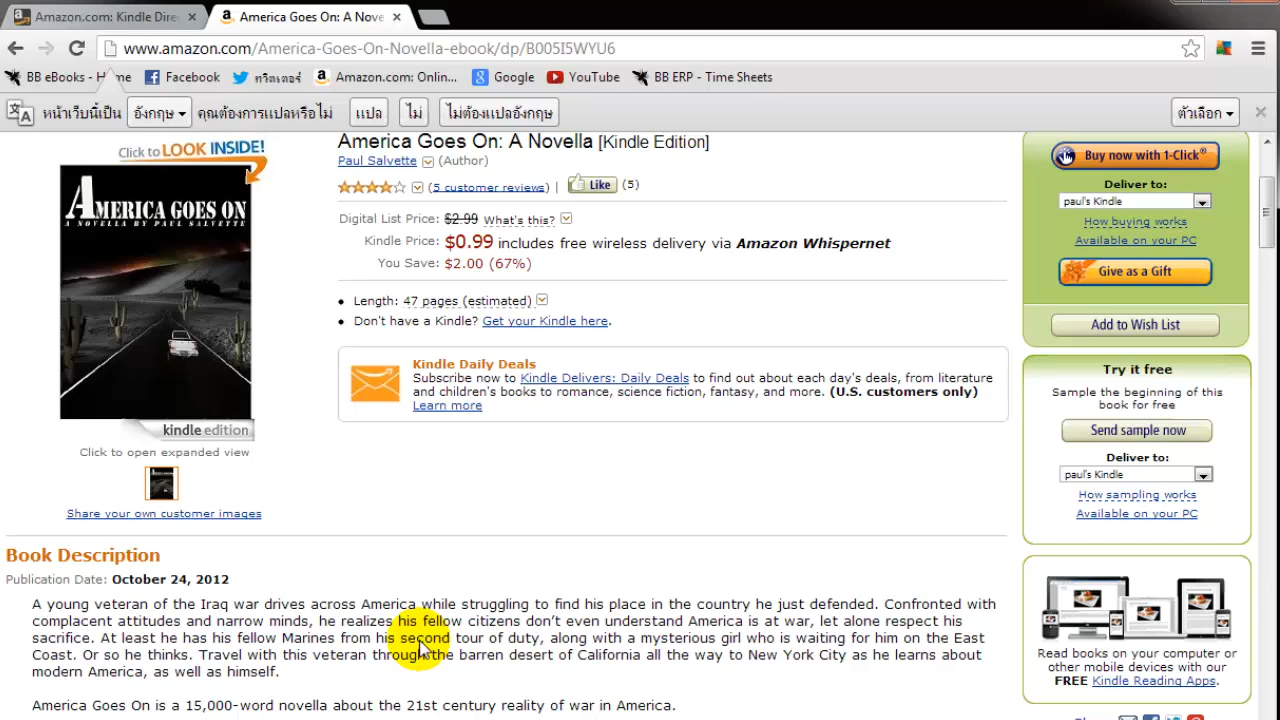 Amazon.com: Kindle Dire
America Goes On: A Nove
www.amazon.com/America-Goes-On-Novella-ebook/dp/B005I5WYU6
BB eBooks - Home
Facebook
ทวิตเตอร์
Amazon.com: Onlin...
Google
YouTube
BB ERP - Time Sheets
หน้าเว็บนี้เป็น อังกฤษ คุณต้องการแปลหรือไม่ แปล ไม่ ไม่ต้องแปลอังกฤษ ตัวเลือก
Click to LOOK INSIDE!
AMERICA GOES ON
A NOVELLA BY PAUL SALVETTE
kindle edition
Click to open expanded view
Share your own customer images
America Goes On: A Novella [Kindle Edition]
Paul Salvette (Author)
(5 customer reviews) | Like (5)
Digital List Price: $2.99 What's this?
Kindle Price: $0.99 includes free wireless delivery via Amazon Whispernet
You Save: $2.00 (67%)
• Length: 47 pages (estimated)
• Don't have a Kindle? Get your Kindle here.
Kindle Daily Deals
Subscribe now to Kindle Delivers: Daily Deals to find out about each day's deals, from literature
and children's books to romance, science fiction, fantasy, and more. (U.S. customers only)
Learn more
Buy now with 1-Click®
Deliver to:
paul's Kindle
How buying works
Available on your PC
Give as a Gift
Add to Wish List
Try it free
Sample the beginning of this
book for free
Send sample now
Deliver to:
paul's Kindle
How sampling works
Available on your PC
Read books on your computer or
other mobile devices with our
FREE Kindle Reading Apps.
Book Description
Publication Date: October 24, 2012
A young veteran of the Iraq war drives across America while struggling to find his place in the country he just defended. Confronted with
complacent attitudes and narrow minds, he realizes his fellow citizens don't even understand America is at war, let alone respect his
sacrifice. At least he has his fellow Marines from his second tour of duty, along with a mysterious girl who is waiting for him on the East
Coast. Or so he thinks. Travel with this veteran through the barren desert of California all the way to New York City as he learns about
modern America, as well as himself.
America Goes On is a 15,000-word novella about the 21st century reality of war in America.